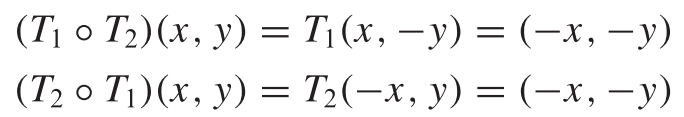 (T₁ ∘ T₂)(x, y) = T₁(x, −y) = (−x, −y)
(T₂ ∘ T₁)(x, y) = T₂(−x, y) = (−x, −y)